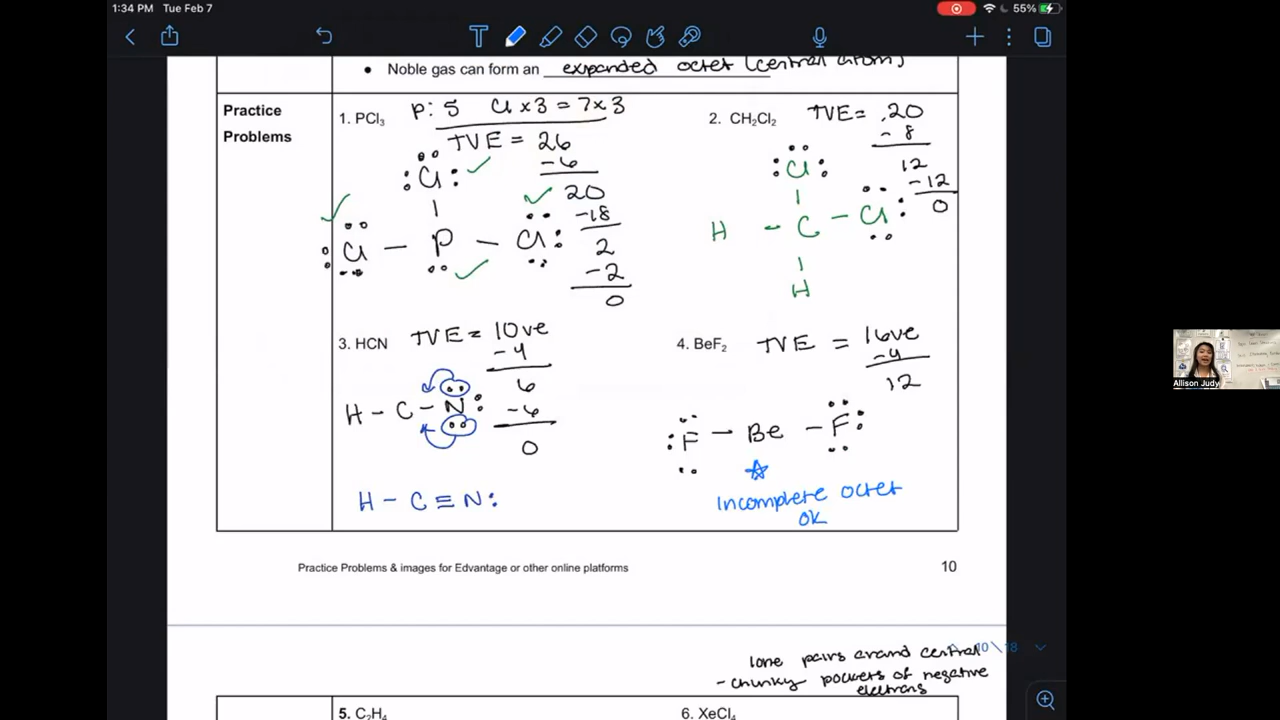 1:34 PM Tue Feb 7
55%
T
• Noble gas can form an expanded octet (central atom)
Practice
Problems
1. PCl₃
P: 5 Cl x 3 = 7 x 3
TVE = 26
-6
20
-18
2
-2
0
Cl
Cl - P - Cl
2. CH₂Cl₂
TVE = 20
- 8
12
-12
0
Cl
H - C - Cl
H
3. HCN
TVE = 10ve
- 4
6
- 6
0
H - C - N:
H - C ≡ N:
4. BeF₂
TVE = 16ve
-4
12
:F - Be - F:
Incomplete octet
OK
Practice Problems & images for Edvantage or other online platforms
10
10\18
lone pairs around central
- chunky pockets of negative
electrons
5. C₂H₄
6. XeCl₄
Allison Judy